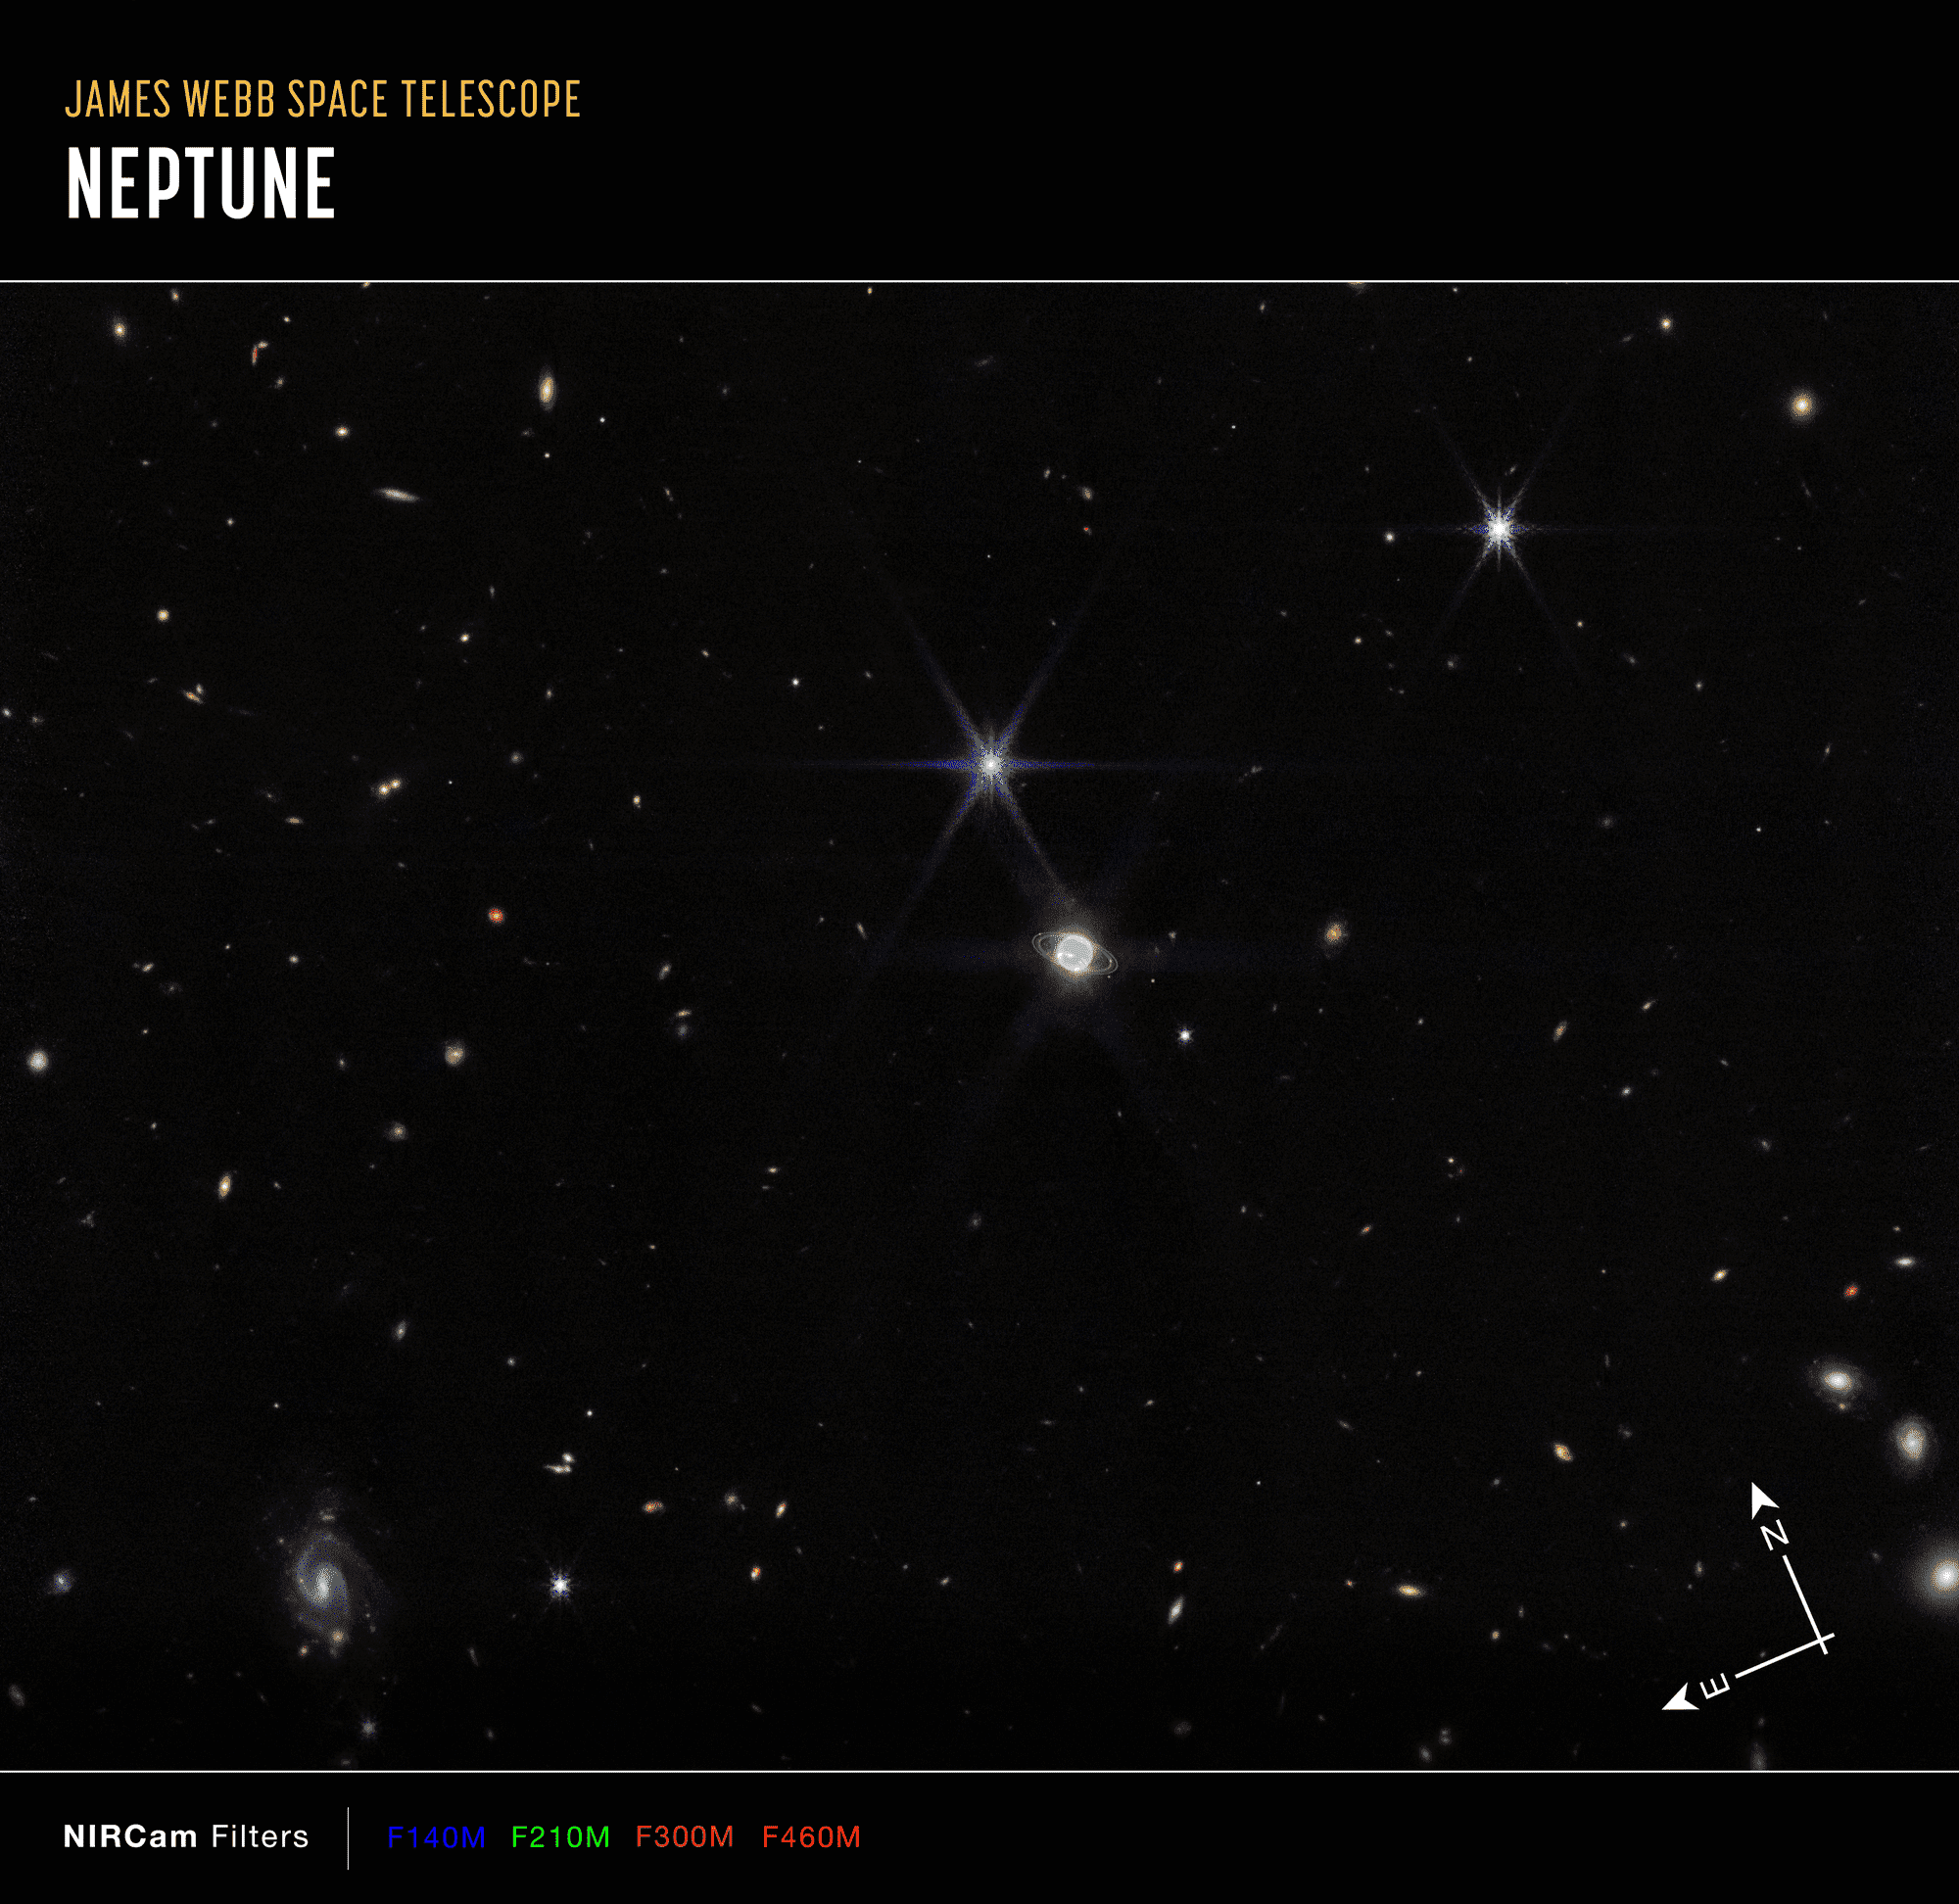 JAMES WEBB SPACE TELESCOPE
NEPTUNE
N
E
NIRCam Filters F140M F210M F300M F460M